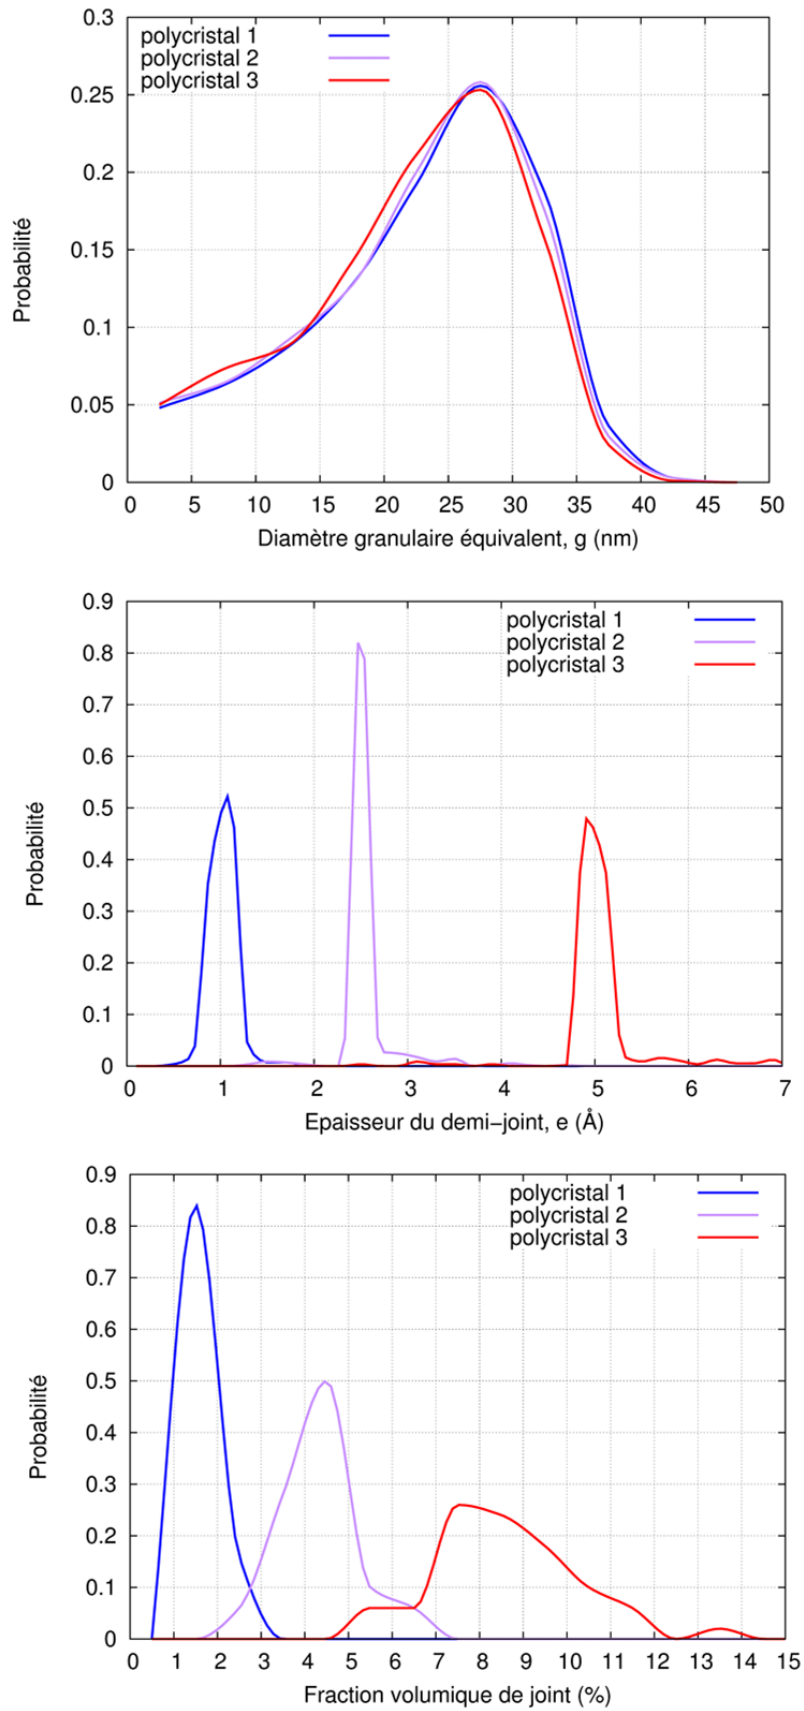 polycristal 1
polycristal 2
polycristal 3
0.3
0.25
0.2
0.15
0.1
0.05
0
Probabilité
0 5 10 15 20 25 30 35 40 45 50
Diamètre granulaire équivalent, g (nm)
polycristal 1
polycristal 2
polycristal 3
0.9
0.8
0.7
0.6
0.5
0.4
0.3
0.2
0.1
0
Probabilité
0 1 2 3 4 5 6 7
Epaisseur du demi−joint, e (Å)
polycristal 1
polycristal 2
polycristal 3
0.9
0.8
0.7
0.6
0.5
0.4
0.3
0.2
0.1
0
Probabilité
0 1 2 3 4 5 6 7 8 9 10 11 12 13 14 15
Fraction volumique de joint (%)